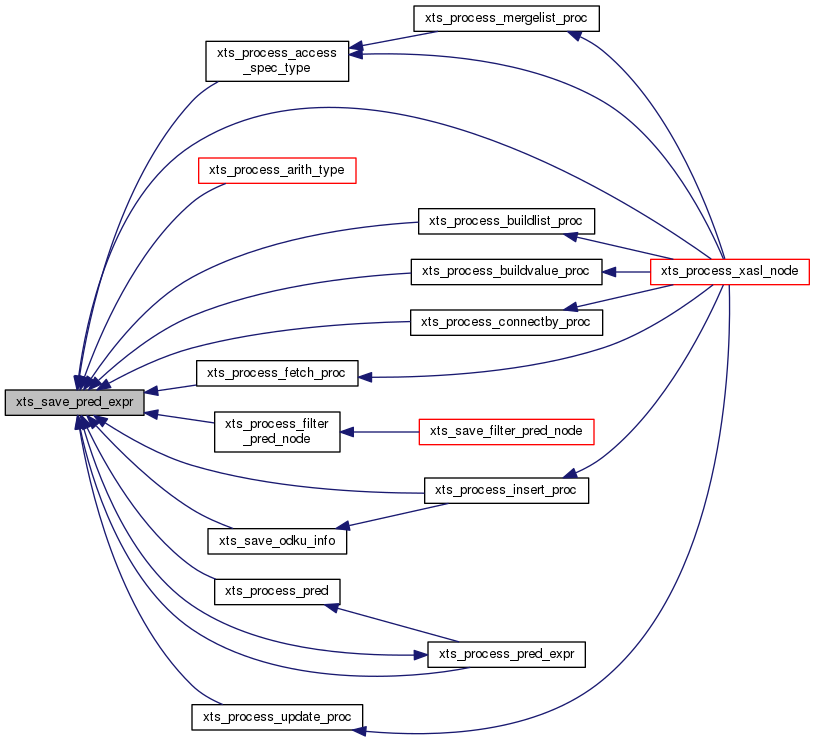 xts_process_mergelist_proc
xts_process_access
_spec_type
xts_process_arith_type
xts_process_buildlist_proc
xts_process_buildvalue_proc
xts_process_xasl_node
xts_process_connectby_proc
xts_process_fetch_proc
xts_save_pred_expr
xts_process_filter
_pred_node
xts_save_filter_pred_node
xts_process_insert_proc
xts_save_odku_info
xts_process_pred
xts_process_pred_expr
xts_process_update_proc